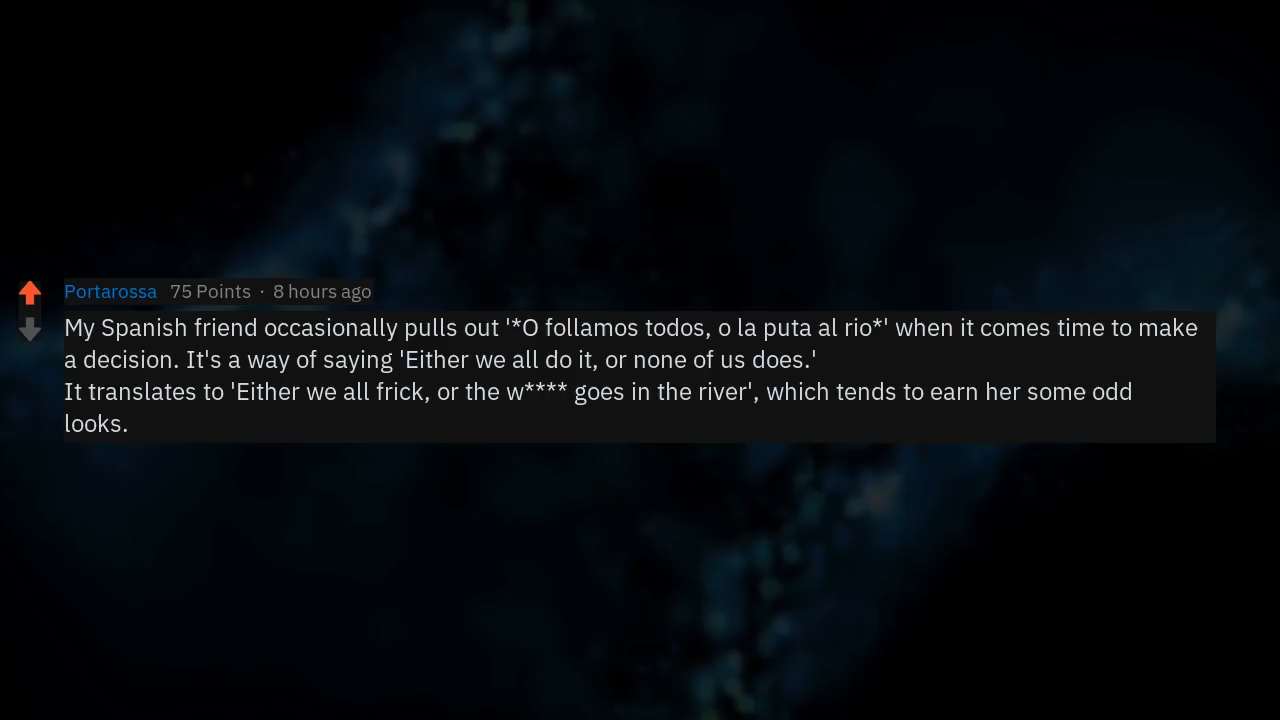 Portarossa 75 Points · 8 hours ago
My Spanish friend occasionally pulls out '*O follamos todos, o la puta al rio*' when it comes time to make
a decision. It's a way of saying 'Either we all do it, or none of us does.'
It translates to 'Either we all frick, or the w**** goes in the river', which tends to earn her some odd
looks.